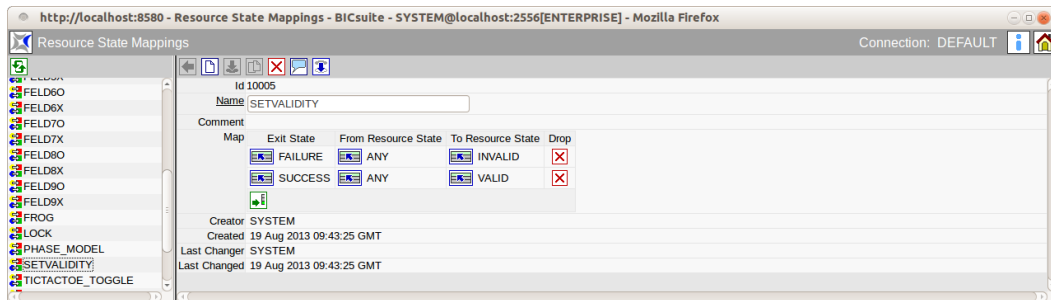 http://localhost:8580 - Resource State Mappings - BICsuite - SYSTEM@localhost:2556[ENTERPRISE] - Mozilla Firefox
Resource State Mappings
Connection: DEFAULT
FELD6O
FELD6X
FELD7O
FELD7X
FELD8O
FELD8X
FELD9O
FELD9X
FROG
LOCK
PHASE_MODEL
SETVALIDITY
TICTACTOE_TOGGLE
Id 10005
Name SETVALIDITY
Comment
Map Exit State From Resource State To Resource State Drop
FAILURE ANY INVALID
SUCCESS ANY VALID
Creator SYSTEM
Created 19 Aug 2013 09:43:25 GMT
Last Changer SYSTEM
Last Changed 19 Aug 2013 09:43:25 GMT